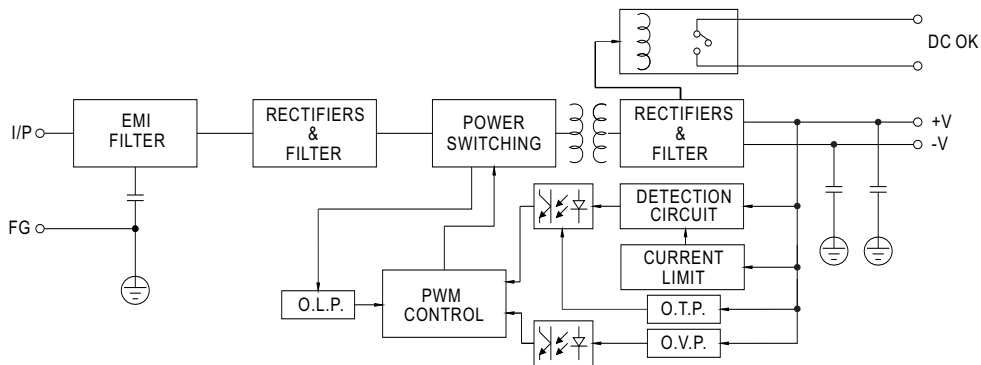 DC OK
I/P
EMI
FILTER
RECTIFIERS
&
FILTER
POWER
SWITCHING
RECTIFIERS
&
FILTER
+V
-V
FG
DETECTION
CIRCUIT
CURRENT
LIMIT
O.L.P.
PWM
CONTROL
O.T.P.
O.V.P.